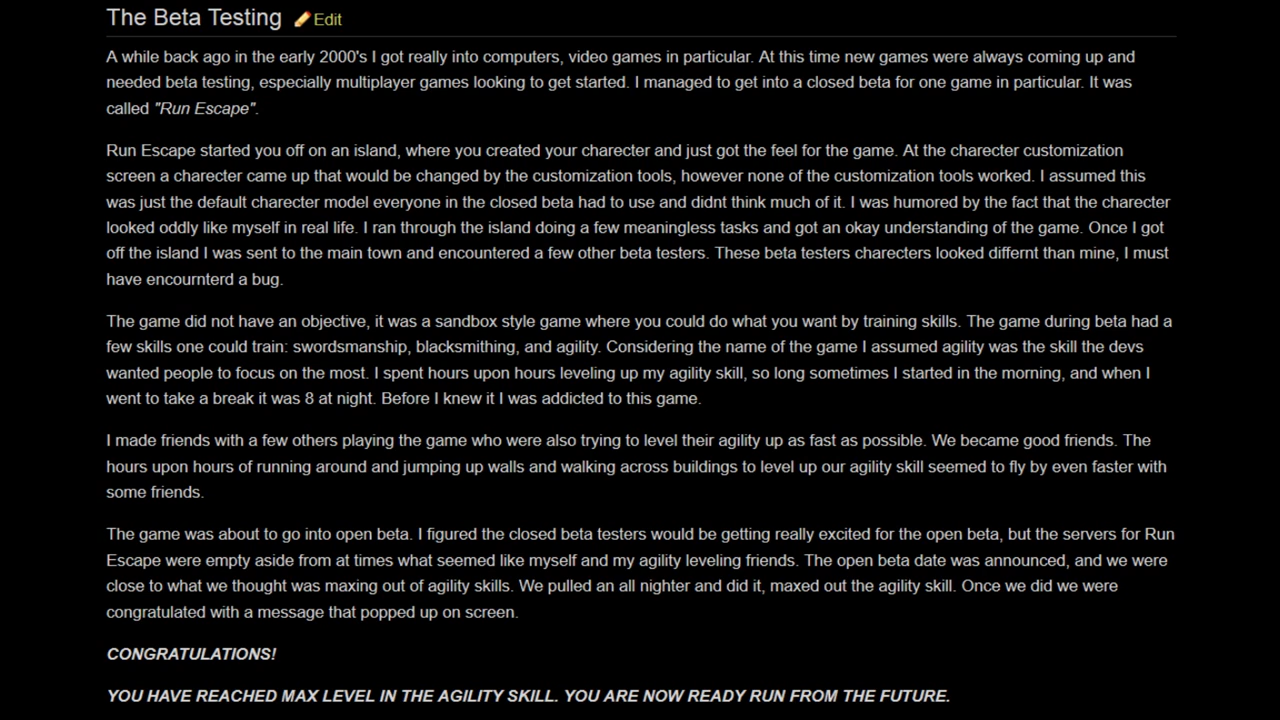 The Beta Testing Edit
A while back ago in the early 2000's I got really into computers, video games in particular. At this time new games were always coming up and
needed beta testing, especially multiplayer games looking to get started. I managed to get into a closed beta for one game in particular. It was
called "Run Escape".
Run Escape started you off on an island, where you created your charecter and just got the feel for the game. At the charecter customization
screen a charecter came up that would be changed by the customization tools, however none of the customization tools worked. I assumed this
was just the default charecter model everyone in the closed beta had to use and didnt think much of it. I was humored by the fact that the charecter
looked oddly like myself in real life. I ran through the island doing a few meaningless tasks and got an okay understanding of the game. Once I got
off the island I was sent to the main town and encountered a few other beta testers. These beta testers charecters looked differnt than mine, I must
have encournterd a bug.
The game did not have an objective, it was a sandbox style game where you could do what you want by training skills. The game during beta had a
few skills one could train: swordsmanship, blacksmithing, and agility. Considering the name of the game I assumed agility was the skill the devs
wanted people to focus on the most. I spent hours upon hours leveling up my agility skill, so long sometimes I started in the morning, and when I
went to take a break it was 8 at night. Before I knew it I was addicted to this game.
I made friends with a few others playing the game who were also trying to level their agility up as fast as possible. We became good friends. The
hours upon hours of running around and jumping up walls and walking across buildings to level up our agility skill seemed to fly by even faster with
some friends.
The game was about to go into open beta. I figured the closed beta testers would be getting really excited for the open beta, but the servers for Run
Escape were empty aside from at times what seemed like myself and my agility leveling friends. The open beta date was announced, and we were
close to what we thought was maxing out of agility skills. We pulled an all nighter and did it, maxed out the agility skill. Once we did we were
congratulated with a message that popped up on screen.
CONGRATULATIONS!
YOU HAVE REACHED MAX LEVEL IN THE AGILITY SKILL. YOU ARE NOW READY RUN FROM THE FUTURE.